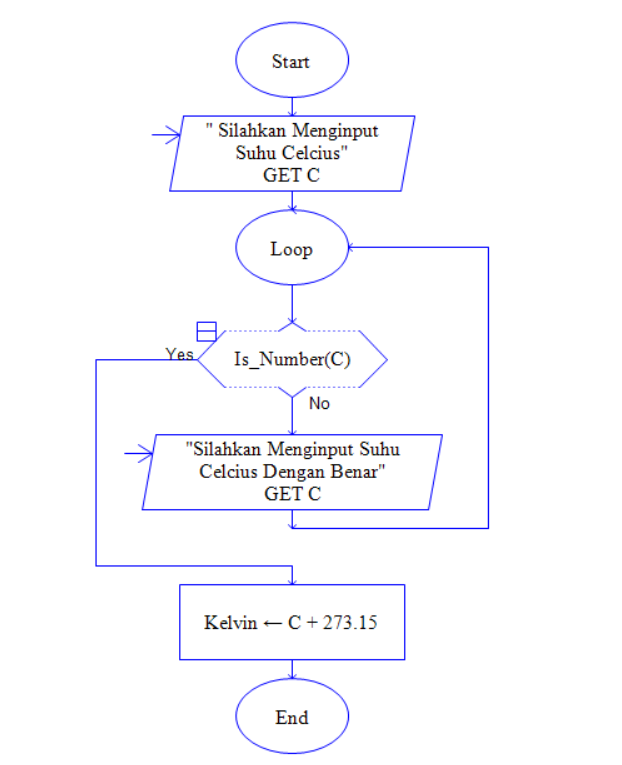 Start
" Silahkan Menginput
Suhu Celcius"
GET C
Loop
Yes
Is_Number(C)
No
"Silahkan Menginput Suhu
Celcius Dengan Benar"
GET C
Kelvin ← C + 273.15
End